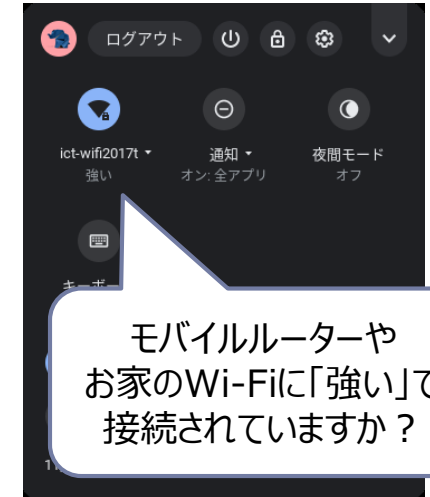 ログアウト
ict-wifi2017t
強い
通知
オン: 全アプリ
夜間モード
オフ
モバイルルーターや
お家のWi-Fiに「強い」で
接続されていますか？